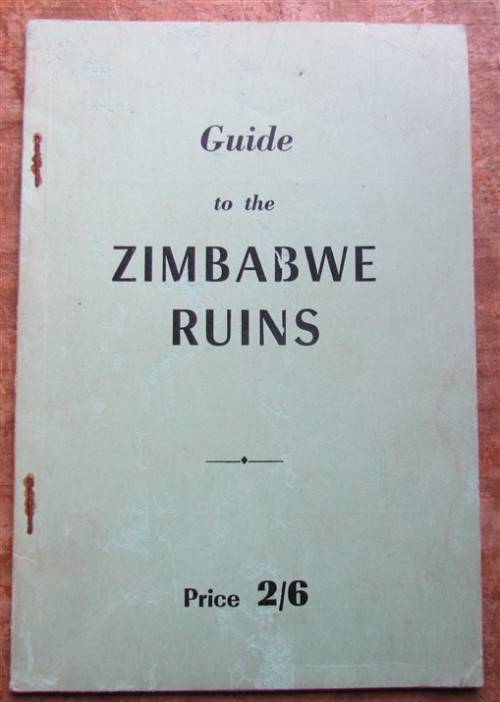 Guide
to the
ZIMBABWE
RUINS
Price 2/6